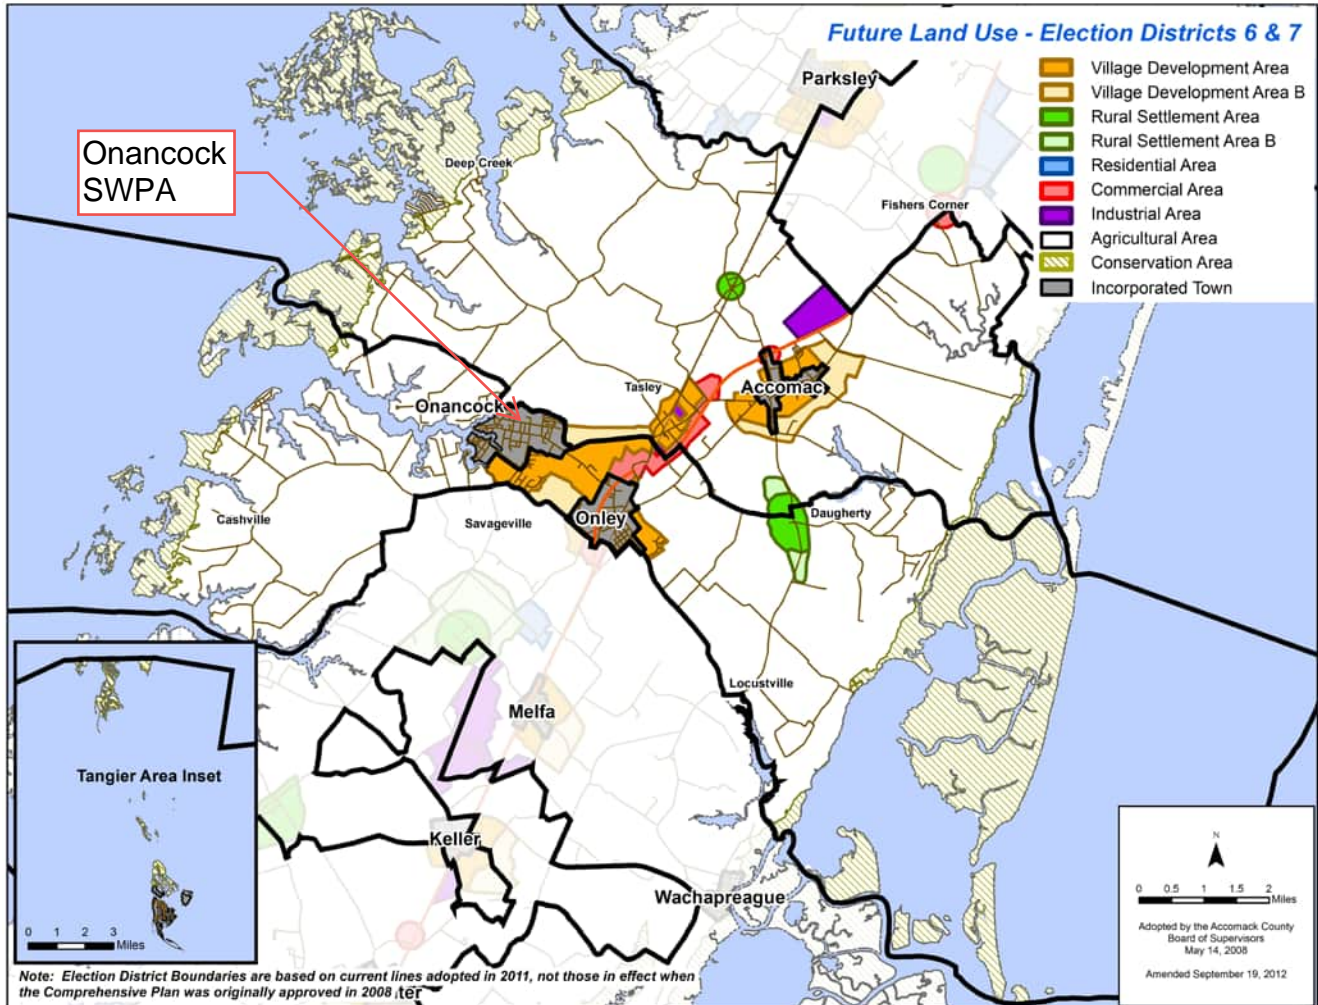 Future Land Use - Election Districts 6 & 7
Village Development Area
Village Development Area B
Rural Settlement Area
Rural Settlement Area B
Residential Area
Commercial Area
Industrial Area
Agricultural Area
Conservation Area
Incorporated Town
Parksley
Onancock
SWPA
Deep Creek
Fishers Corner
Tasley
Accomac
Onancock
Onley
Daugherty
Cashville
Savageville
Locustville
Melfa
Tangier Area Inset
Keller
Wachapreague
0 1 2 3
Miles
N
0 0.5 1 1.5 2
Miles
Adopted by the Accomack County
Board of Supervisors
May 14, 2008
Amended September 19, 2012
Note: Election District Boundaries are based on current lines adopted in 2011, not those in effect when
the Comprehensive Plan was originally approved in 2008